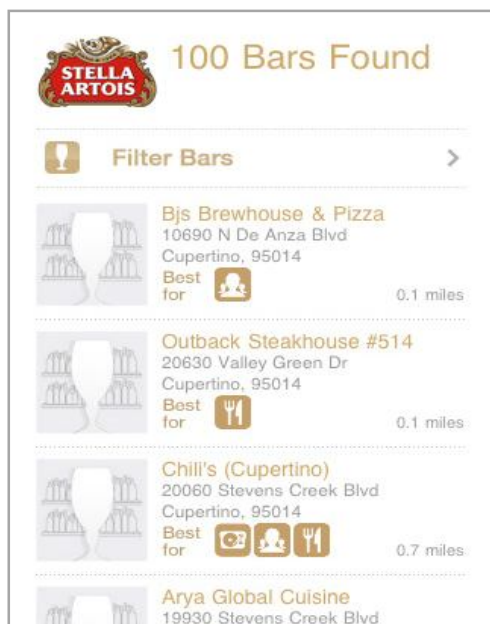 STELLA
ARTOIS
100 Bars Found
Filter Bars
Bjs Brewhouse & Pizza
10690 N De Anza Blvd
Cupertino, 95014
Best
for
0.1 miles
Outback Steakhouse #514
20630 Valley Green Dr
Cupertino, 95014
Best
for
0.1 miles
Chili's (Cupertino)
20060 Stevens Creek Blvd
Cupertino, 95014
Best
for
0.7 miles
Arya Global Cuisine
19930 Stevens Creek Blvd